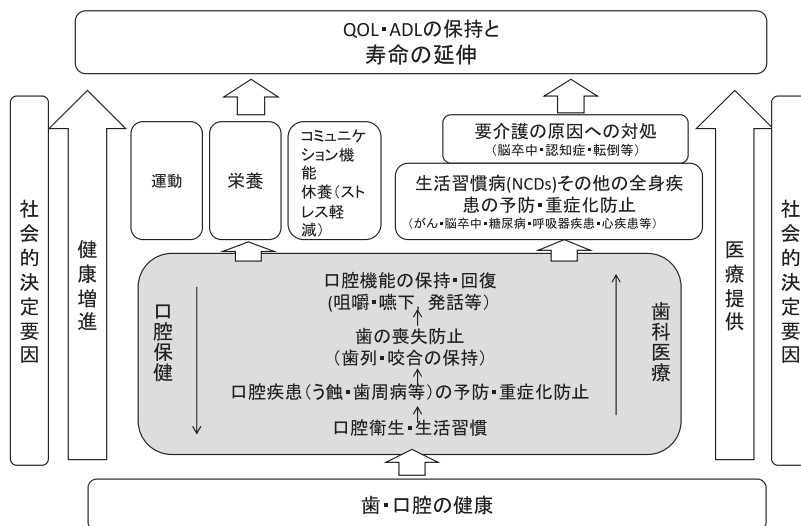 QOL・ADLの保持と
寿命の延伸
社会的決定要因
健康増進
運動
栄養
コミュニケ
ーション機
能
休養（スト
レス軽
減）
要介護の原因への対処
（脳卒中・認知症・転倒等）
生活習慣病(NCDs)その他の全身疾
患の予防・重症化防止
（がん・脳卒中・糖尿病・呼吸器疾患・心疾患等）
医療提供
社会的決定要因
口腔保健
口腔機能の保持・回復
(咀嚼・嚥下、発話等)
歯の喪失防止
（歯列・咬合の保持）
口腔疾患（う蝕・歯周病等）の予防・重症化防止
口腔衛生・生活習慣
歯科医療
歯・口腔の健康